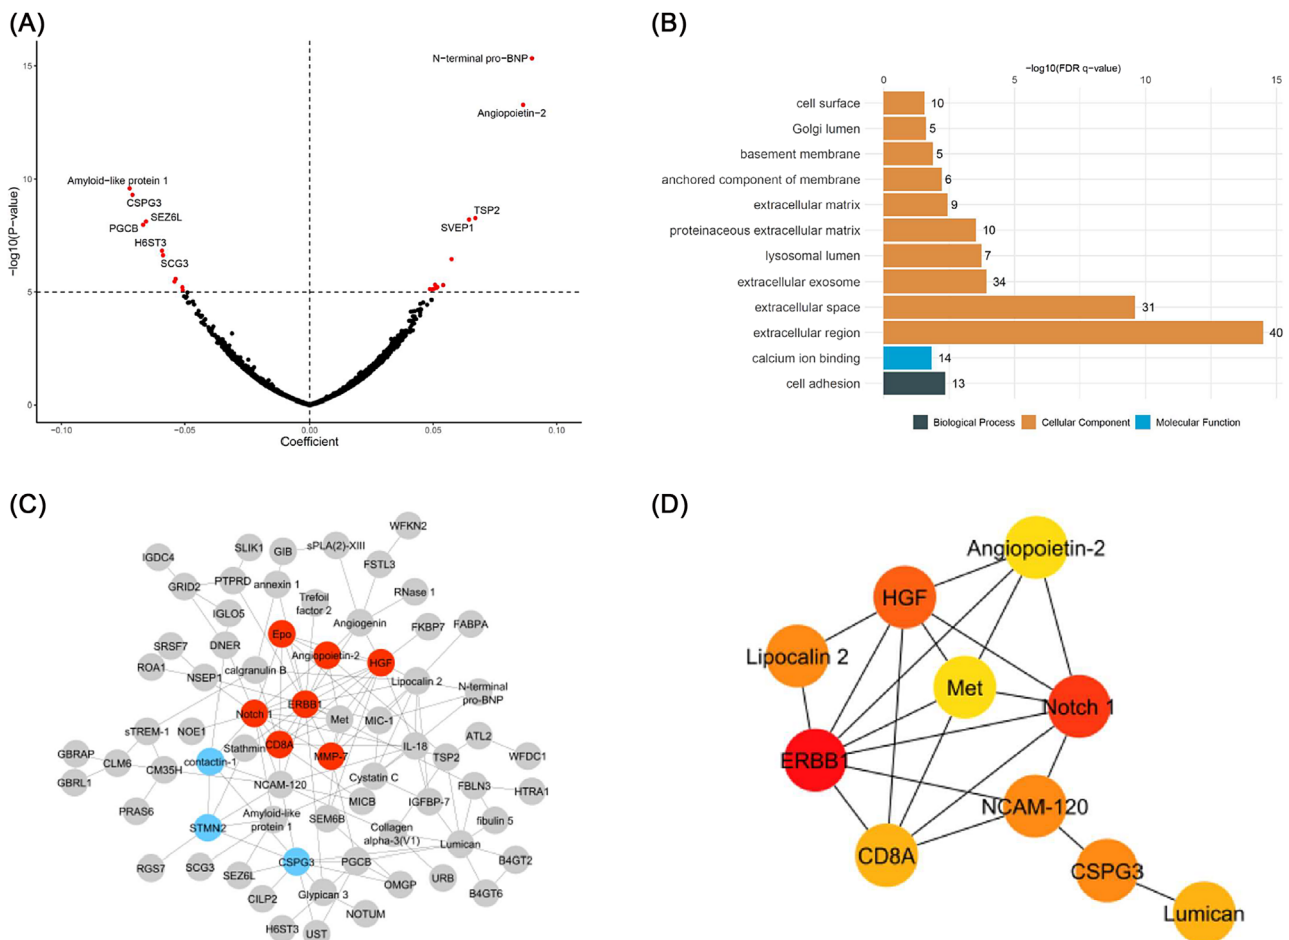 (A)
N-terminal pro-BNP
Angiopoietin-2
Amyloid-like protein 1
CSPG3
SEZ6L
PGCB
H6ST3
SCG3
TSP2
SVEP1
15
10
5
0
−log10(P−value)
−0.10
−0.05
0.00
0.05
0.10
Coefficient
(B)
−log10(FDR q−value)
0
5
10
15
cell surface
10
Golgi lumen
5
basement membrane
5
anchored component of membrane
6
extracellular matrix
9
proteinaceous extracellular matrix
10
lysosomal lumen
7
extracellular exosome
34
extracellular space
31
extracellular region
40
calcium ion binding
14
cell adhesion
13
Biological Process
Cellular Component
Molecular Function
(C)
WFKN2
sPLA(2)-XIII
SLIK1
GIB
IGDC4
FSTL3
PTPRD
annexin 1
GRID2
RNase 1
Trefoil
factor 2
IGLO5
Angiogenin
FKBP7
FABPA
Epo
SRSF7
DNER
Angiopoietin-2
HGF
ROA1
calgranulin B
NSEP1
Lipocalin 2
N-terminal
pro-BNP
ERBB1
Notch 1
Met
MIC-1
sTREM-1
NOE1
ATL2
CD8A
Stathmin
IL-18
GBRAP
MMP-7
TSP2
WFDC1
CLM6
contactin-1
CM35H
GBRL1
Cystatin C
NCAM-120
FBLN3
HTRA1
MICB
IGFBP-7
PRAS6
Amyloid-like
protein 1
SEM6B
fibulin 5
STMN2
Collagen
alpha-3(V1)
Lumican
B4GT2
RGS7
SCG3
CSPG3
PGCB
SEZ6L
URB
OMGP
B4GT6
CILP2
Glypican 3
NOTUM
H6ST3
UST
(D)
Angiopoietin-2
HGF
Lipocalin 2
Met
Notch 1
ERBB1
NCAM-120
CD8A
CSPG3
Lumican